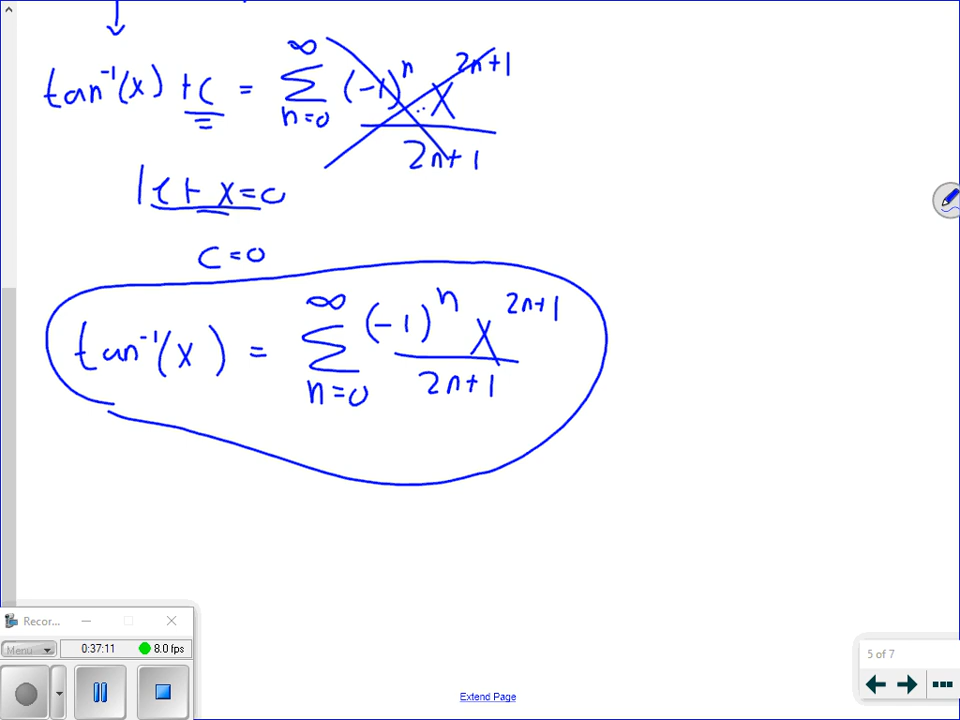 tan⁻¹(x) + C = ∑_{n=0}^{∞} (-1)^n x^{2n+1} / 2n+1
let x=0
C=0
tan⁻¹(x) = ∑_{n=0}^{∞} (-1)^n x^{2n+1} / 2n+1
Recor...
Menu 0:37:11 8.0 fps
5 of 7
Extend Page